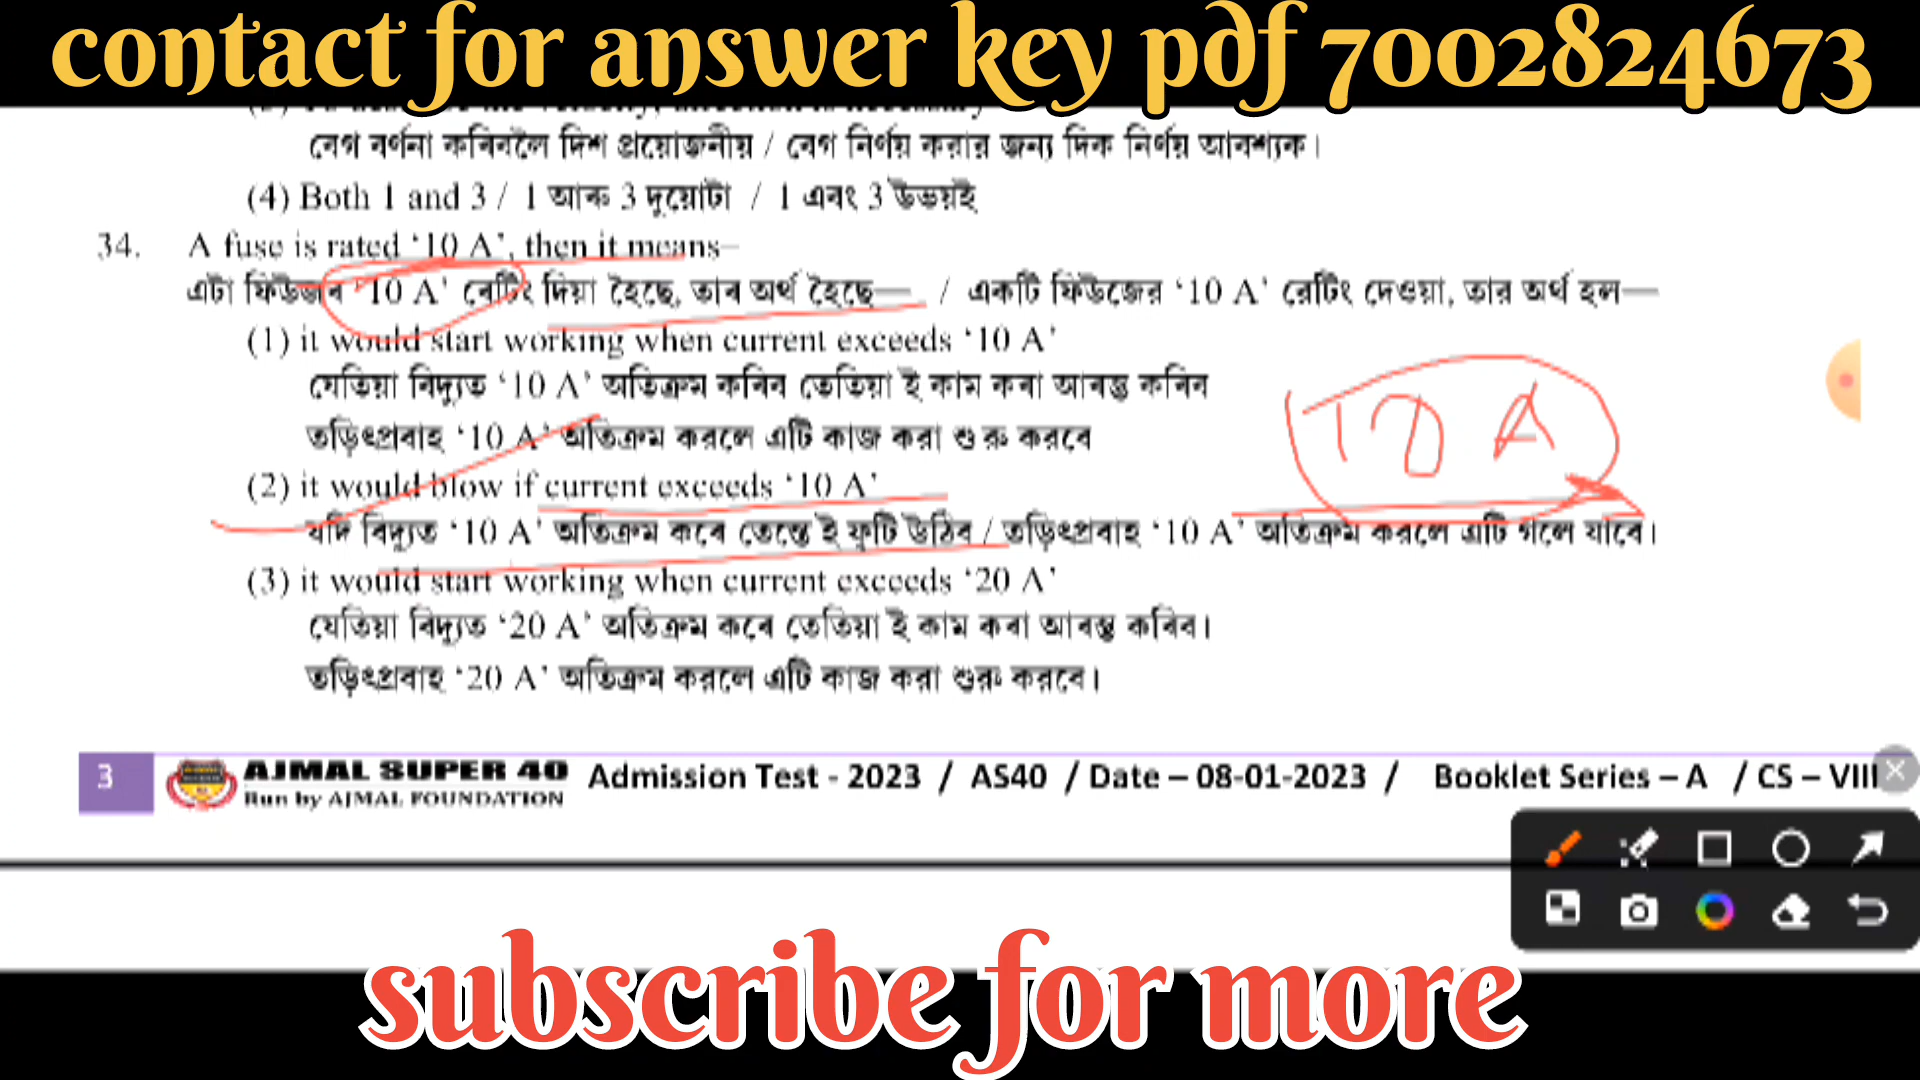 contact for answer key pdf 7002824673
বেগ বৰ্ণনা কৰিবলৈ দিশ প্ৰয়োজনীয় / বেগ নির্ণয় করার জন্য দিক নির্ণয় আবশ্যক।
(4) Both 1 and 3 / 1 আৰু 3 দুয়োটা / 1 এবং 3 উভয়ই
34. A fuse is rated ‘10 A’, then it means–
এটা ফিউজৰ ‘10 A’ ৰেটিং দিয়া হৈছে, তাৰ অৰ্থ হৈছে— / একটি ফিউজের ‘10 A’ রেটিং দেওয়া, তার অর্থ হল—
(1) it would start working when current exceeds ‘10 A’
যেতিয়া বিদ্যুত ‘10 A’ অতিক্ৰম কৰিব তেতিয়া ই কাম কৰা আৰম্ভ কৰিব
তড়িৎপ্রবাহ ‘10 A’ অতিক্রম করলে এটি কাজ করা শুরু করবে
10 A
(2) it would blow if current exceeds ‘10 A’
যদি বিদ্যুত ‘10 A’ অতিক্ৰম কৰে তেন্তে ই ফুটি উঠিব / তড়িৎপ্রবাহ ‘10 A’ অতিক্রম করলে এটি গলে যাবে।
(3) it would start working when current exceeds ‘20 A’
যেতিয়া বিদ্যুত ‘20 A’ অতিক্ৰম কৰে তেতিয়া ই কাম কৰা আৰম্ভ কৰিব।
তড়িৎপ্রবাহ ‘20 A’ অতিক্রম করলে এটি কাজ করা শুরু করবে।
3 AJMAL SUPER 40 Admission Test - 2023 / AS40 / Date – 08-01-2023 / Booklet Series – A / CS – VIII
Run by AJMAL FOUNDATION
subscribe for more